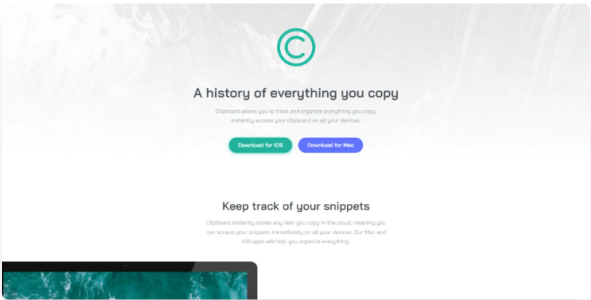 A history of everything you copy
Clipboard allows you to track and organize everything you copy.
Instantly access your clipboard on all your devices.
Download for iOS
Download for Mac
Keep track of your snippets
Clipboard instantly stores any item you copy in the cloud, meaning you
can access your snippets immediately on all your devices. Our Mac and
iOS apps will help you organize everything.